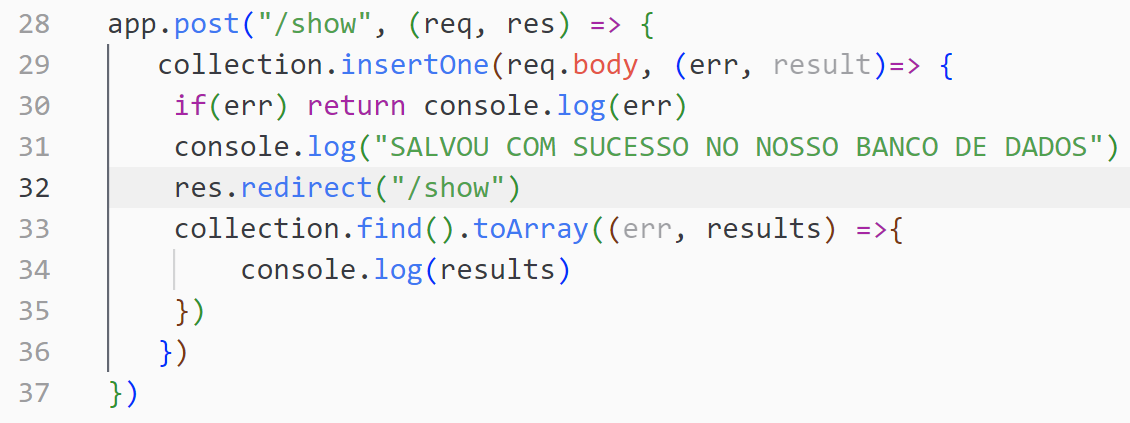 28 app.post("/show", (req, res) => {
29 collection.insertOne(req.body, (err, result)=> {
30 if(err) return console.log(err)
31 console.log("SALVOU COM SUCESSO NO NOSSO BANCO DE DADOS")
32 res.redirect("/show")
33 collection.find().toArray((err, results) =>{
34 console.log(results)
35 })
36 })
37 })